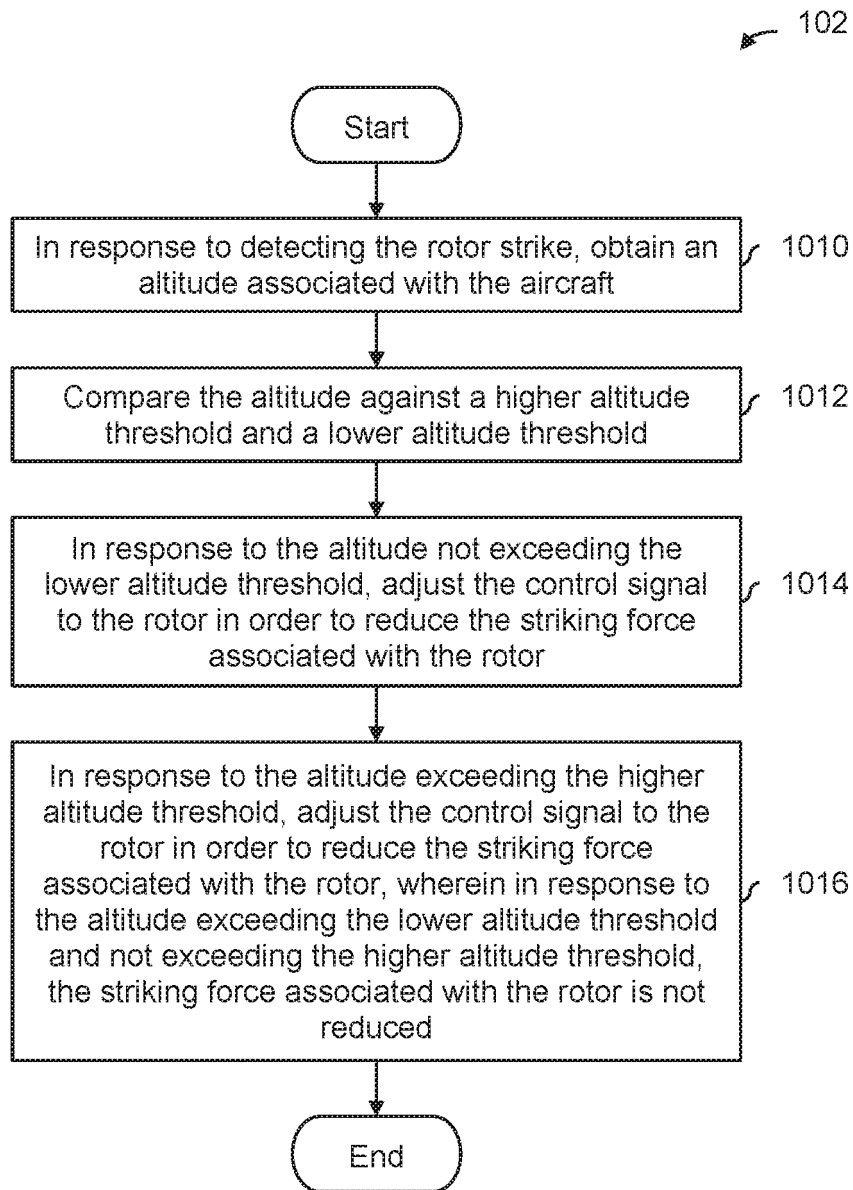 102
Start
In response to detecting the rotor strike, obtain an
altitude associated with the aircraft
1010
Compare the altitude against a higher altitude
threshold and a lower altitude threshold
1012
In response to the altitude not exceeding the
lower altitude threshold, adjust the control signal
to the rotor in order to reduce the striking force
associated with the rotor
1014
In response to the altitude exceeding the higher
altitude threshold, adjust the control signal to the
rotor in order to reduce the striking force
associated with the rotor, wherein in response to
the altitude exceeding the lower altitude threshold
and not exceeding the higher altitude threshold,
the striking force associated with the rotor is not
reduced
1016
End